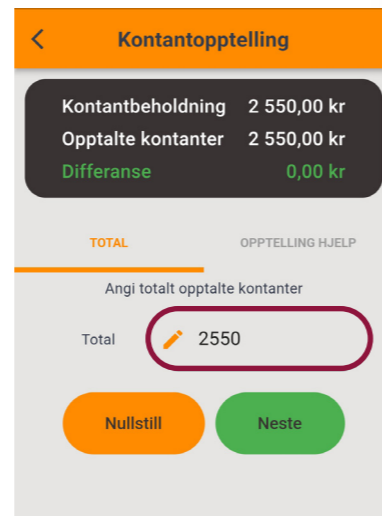 Kontantopptelling
Kontantbeholdning 2 550,00 kr
Opptalte kontanter 2 550,00 kr
Differanse 0,00 kr
TOTAL OPPTELLING HJELP
Angi totalt opptalte kontanter
Total 2550
Nullstill Neste